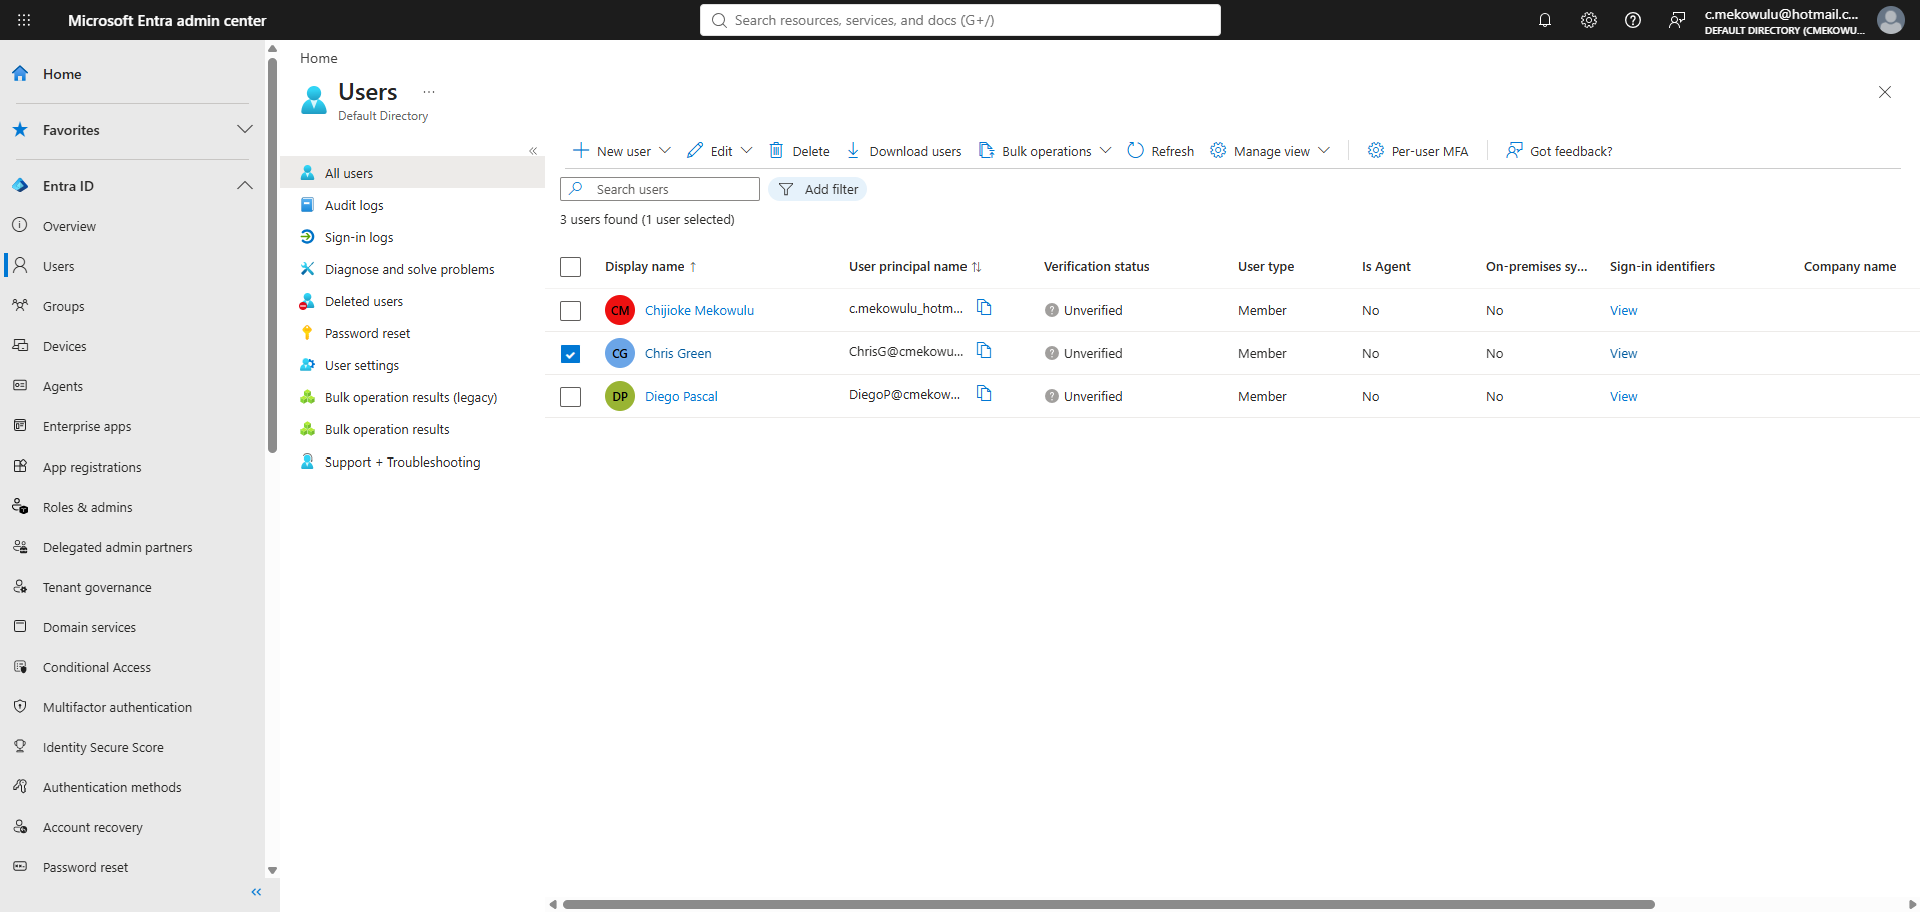 Microsoft Entra admin center
Search resources, services, and docs (G+/)
c.mekowulu@hotmail.c...
DEFAULT DIRECTORY (CMEKOWU...
Home
Favorites
Entra ID
Overview
Users
Groups
Devices
Agents
Enterprise apps
App registrations
Roles & admins
Delegated admin partners
Tenant governance
Domain services
Conditional Access
Multifactor authentication
Identity Secure Score
Authentication methods
Account recovery
Password reset
Home
Users ...
Default Directory
All users
Audit logs
Sign-in logs
Diagnose and solve problems
Deleted users
Password reset
User settings
Bulk operation results (legacy)
Bulk operation results
Support + Troubleshooting
New user Edit Delete Download users Bulk operations Refresh Manage view Per-user MFA Got feedback?
Search users Add filter
3 users found (1 user selected)
Display name User principal name Verification status User type Is Agent On-premises sy... Sign-in identifiers Company name
CM Chijioke Mekowulu c.mekowulu_hotm... Unverified Member No No View
CG Chris Green ChrisG@cmekowu... Unverified Member No No View
DP Diego Pascal DiegoP@cmekow... Unverified Member No No View